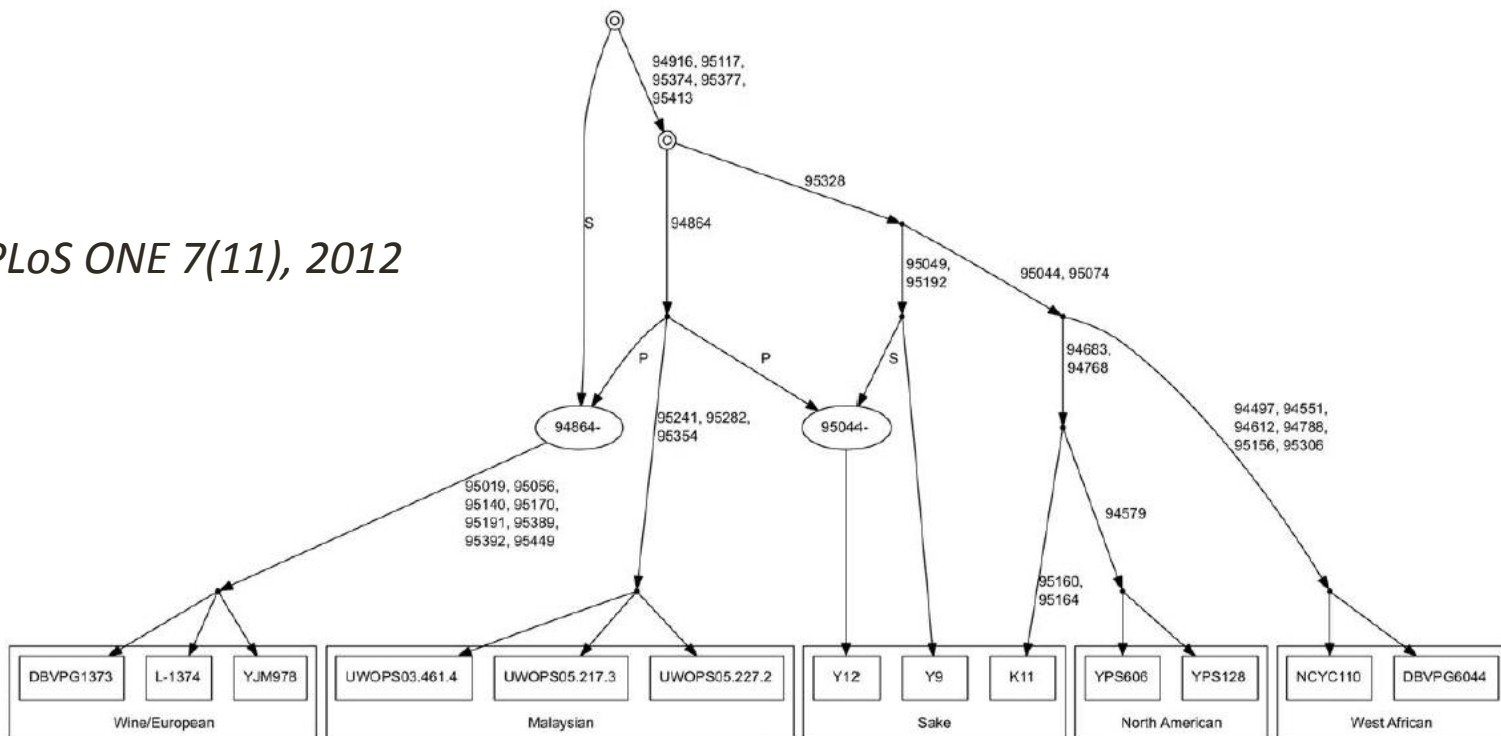 94916, 95117,
95374, 95377,
95413
95328
S
94864
PLoS ONE 7(11), 2012
95049,
95192
95044, 95074
P
P
S
94683,
94768
94864-
95241, 95282,
95354
95044-
94497, 94551,
94612, 94788,
95156, 95306
95019, 95056,
95140, 95170,
95191, 95389,
95392, 95449
94579
95160,
95164
DBVPG1373
L-1374
YJM978
UWOPS03.461.4
UWOPS05.217.3
UWOPS05.227.2
Y12
Y9
K11
YPS606
YPS128
NCYC110
DBVPG6044
Wine/European
Malaysian
Sake
North American
West African